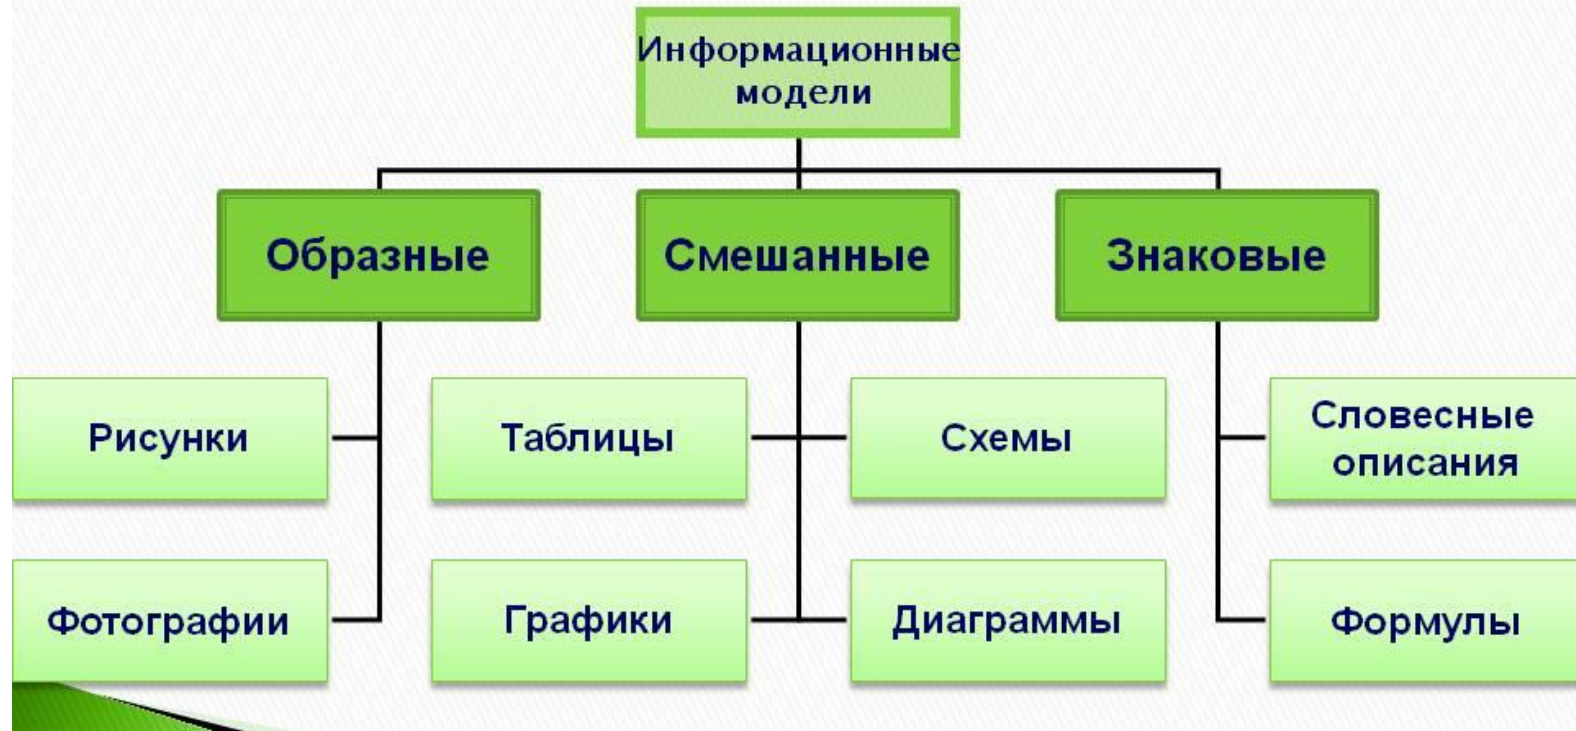 Информационные
модели
Образные
Смешанные
Знаковые
Рисунки
Таблицы
Схемы
Словесные
описания
Фотографии
Графики
Диаграммы
Формулы